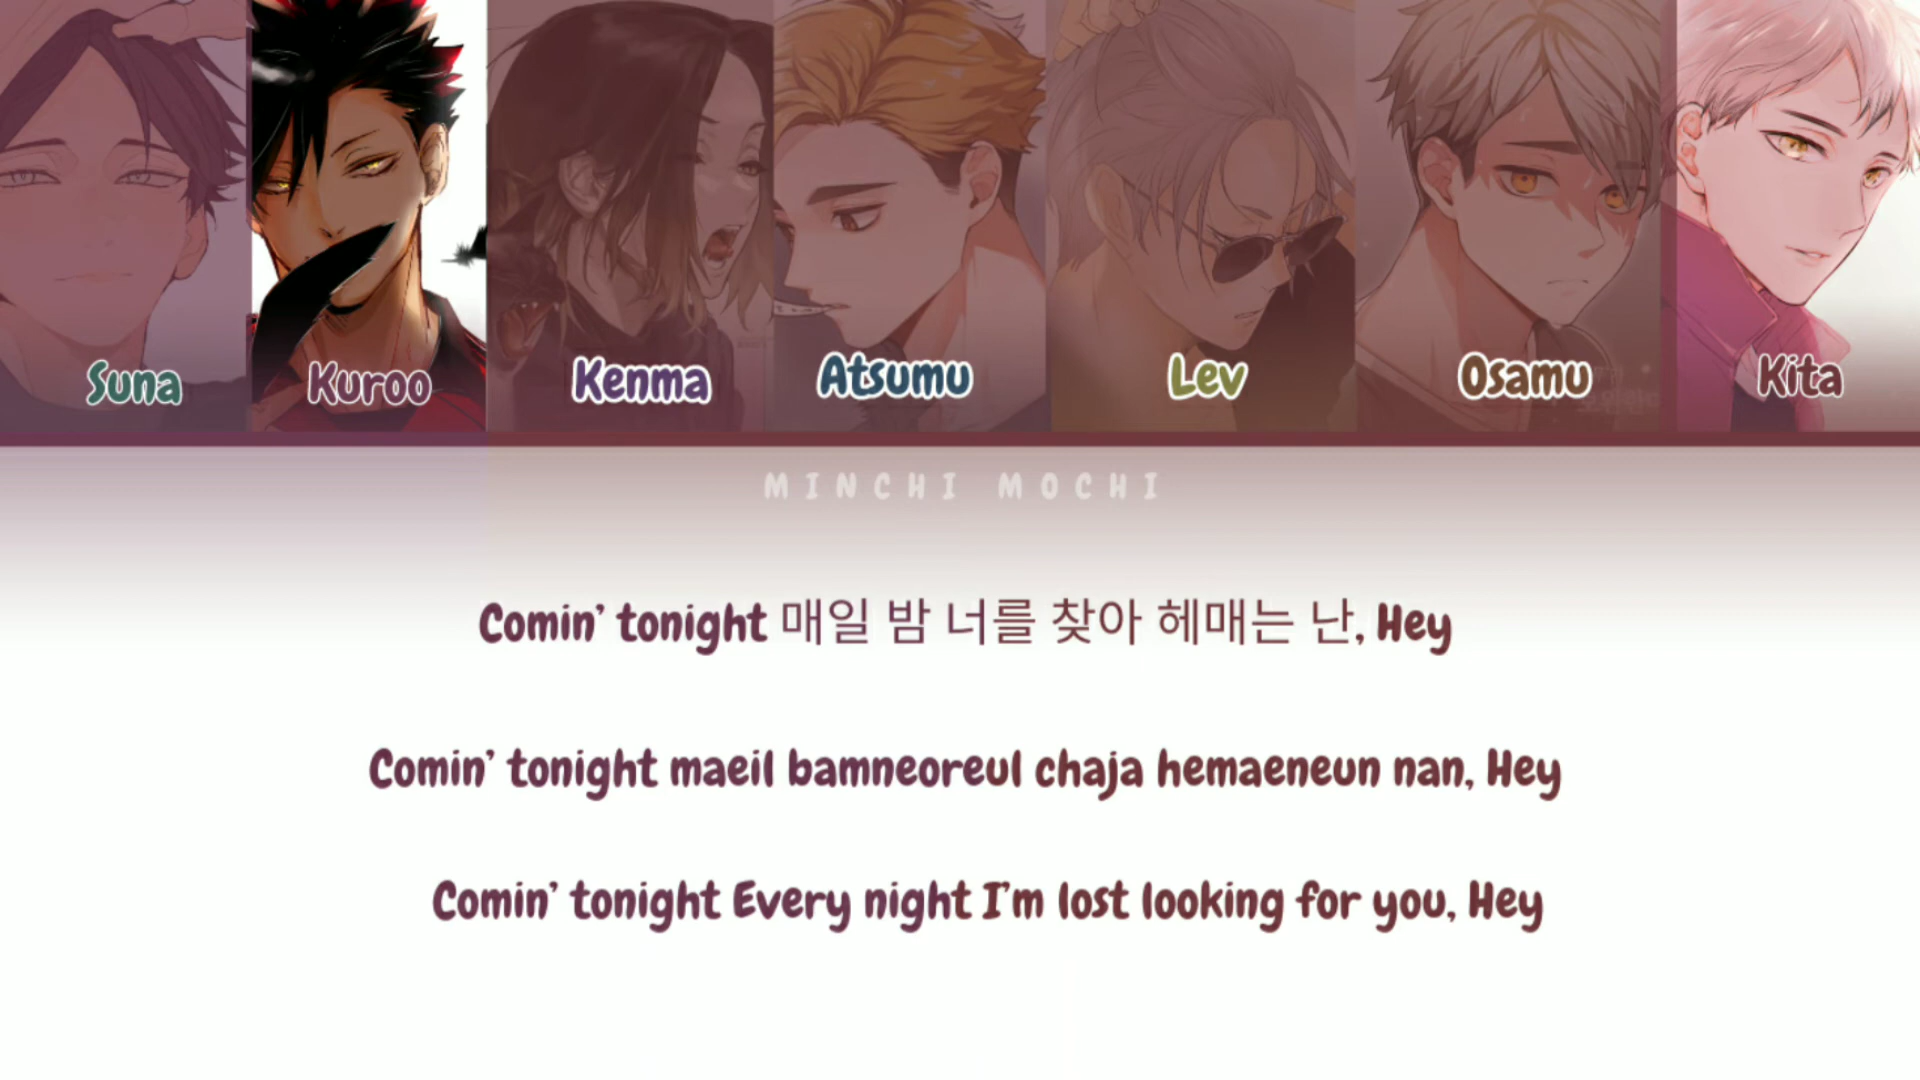 Suna Kuroo Kenma Atsumu Lev Osamu Kita
MINCHI MOCHI
Comin' tonight 매일 밤 너를 찾아 헤매는 난, Hey
Comin' tonight maeil bamneoreul chaja hemaeneun nan, Hey
Comin' tonight Every night I'm lost looking for you, Hey